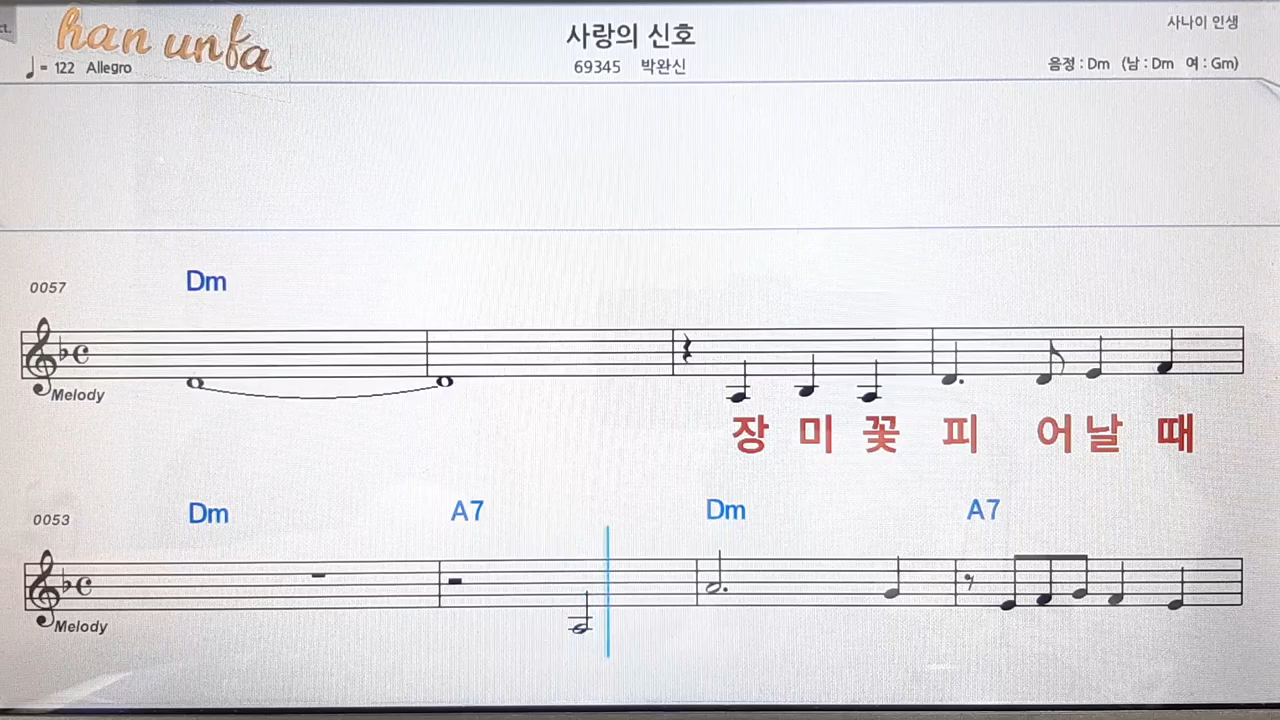 ct.
han unfa
사랑의 신호
사나이 인생
♩= 122 Allegro
69345 박완신
음정 : Dm (남 : Dm 여 : Gm)
0057
Dm
Melody
장 미 꽃 피 어 날 때
0053
Dm A7 Dm A7
Melody